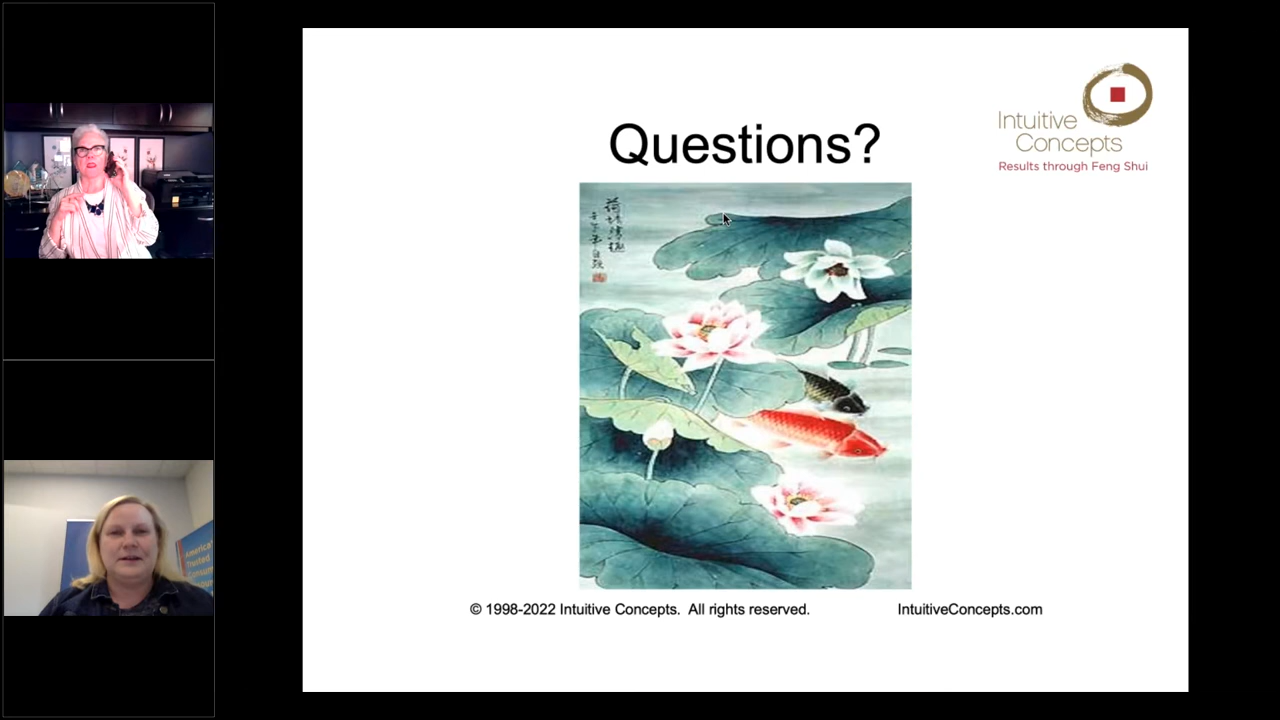 Questions?
Intuitive
Concepts
Results through Feng Shui
© 1998-2022 Intuitive Concepts.  All rights reserved.
IntuitiveConcepts.com